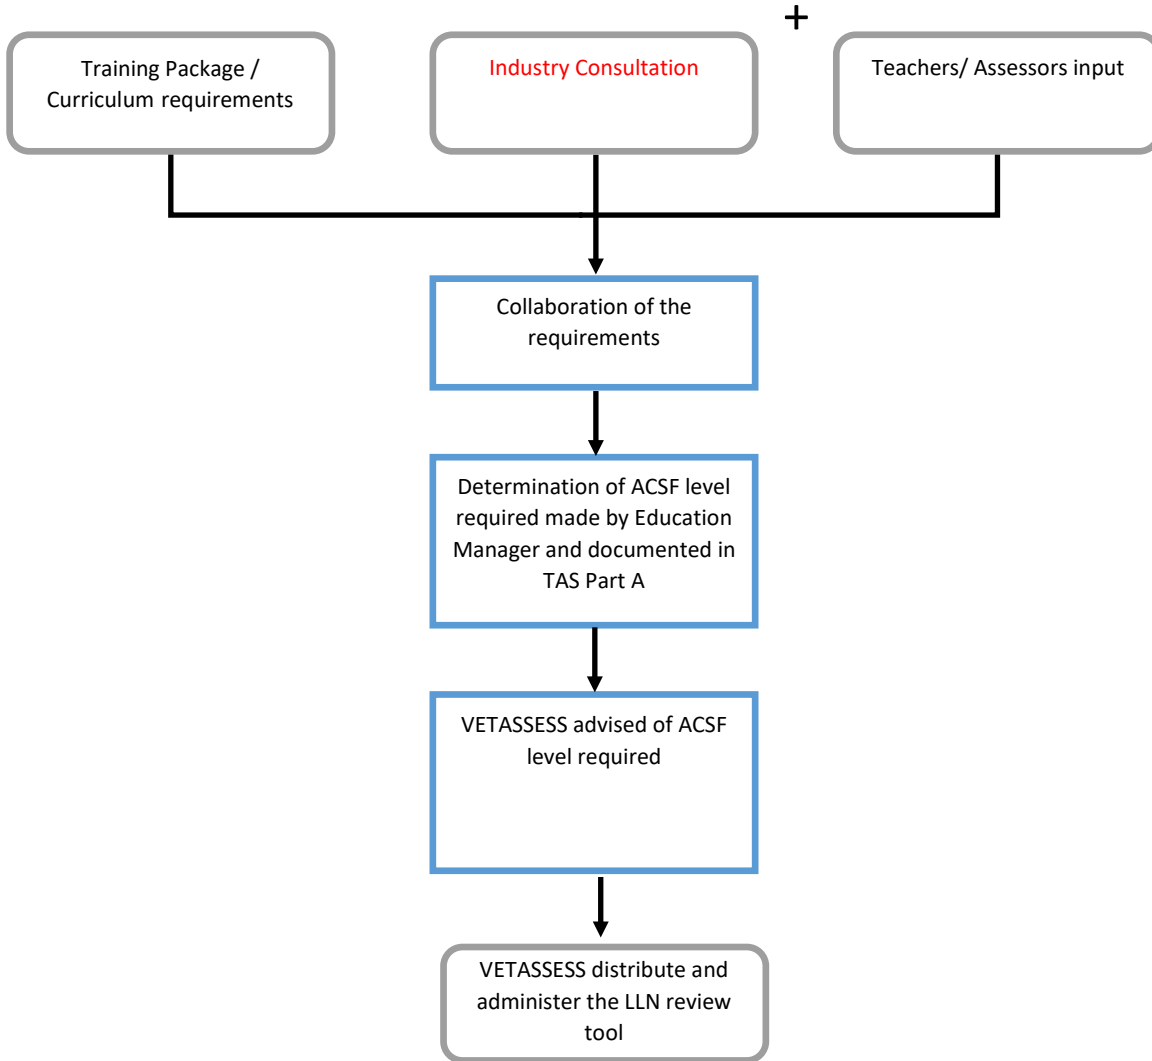 +
Training Package /
Curriculum requirements
Industry Consultation
Teachers/ Assessors input
Collaboration of the
requirements
Determination of ACSF level
required made by Education
Manager and documented in
TAS Part A
VETASSESS advised of ACSF
level required
VETASSESS distribute and
administer the LLN review
tool